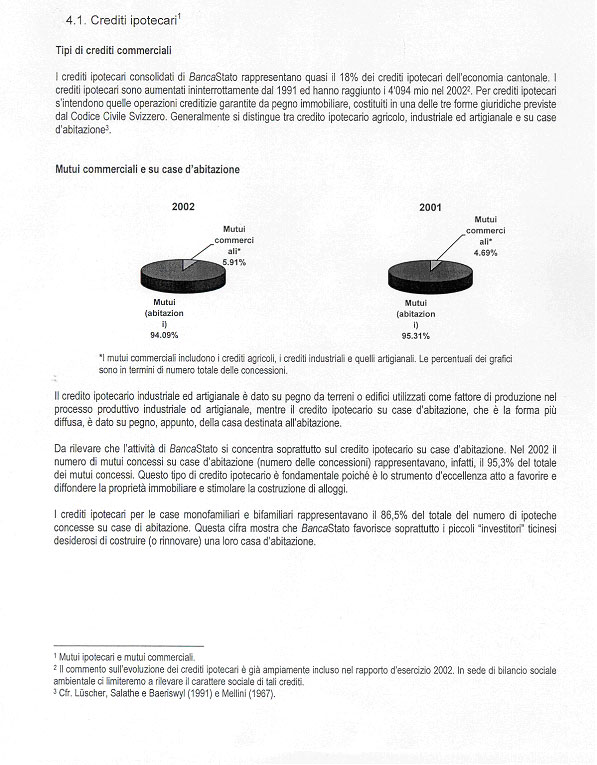 4.1. Crediti ipotecari¹
Tipi di crediti commerciali
I crediti ipotecari consolidati di BancaStato rappresentano quasi il 18% dei crediti ipotecari dell'economia cantonale. I
crediti ipotecari sono aumentati ininterrottamente dal 1991 ed hanno raggiunto i 4'094 mio nel 2002². Per crediti ipotecari
s'intendono quelle operazioni creditizie garantite da pegno immobiliare, costituiti in una delle tre forme giuridiche previste
dal Codice Civile Svizzero. Generalmente si distingue tra credito ipotecario agricolo, industriale ed artigianale e su case
d'abitazione³.
Mutui commerciali e su case d'abitazione
2002
Mutui
commerci
ali*
5.91%
Mutui
(abitazion
i)
94.09%
2001
Mutui
commerci
ali*
4.69%
Mutui
(abitazion
i)
95.31%
*I mutui commerciali includono i crediti agricoli, i crediti industriali e quelli artigianali. Le percentuali dei grafici
sono in termini di numero totale delle concessioni.
Il credito ipotecario industriale ed artigianale è dato su pegno da terreni o edifici utilizzati come fattore di produzione nel
processo produttivo industriale od artigianale, mentre il credito ipotecario su case d'abitazione, che è la forma più
diffusa, è dato su pegno, appunto, della casa destinata all'abitazione.
Da rilevare che l'attività di BancaStato si concentra soprattutto sul credito ipotecario su case d'abitazione. Nel 2002 il
numero di mutui concessi su case d'abitazione (numero delle concessioni) rappresentavano, infatti, il 95,3% del totale
dei mutui concessi. Questo tipo di credito ipotecario è fondamentale poichè è lo strumento d'eccellenza atto a favorire e
diffondere la proprietà immobiliare e stimolare la costruzione di alloggi.
I crediti ipotecari per le case monofamiliari e bifamiliari rappresentavano il 86,5% del totale del numero di ipoteche
concesse su case di abitazione. Questa cifra mostra che BancaStato favorisce soprattutto i piccoli “investitori” ticinesi
desiderosi di costruire (o rinnovare) una loro casa d'abitazione.
¹ Mutui ipotecari e mutui commerciali.
² Il commento sull'evoluzione dei crediti ipotecari è già ampiamente incluso nel rapporto d'esercizio 2002. In sede di bilancio sociale
ambientale ci limiteremo a rilevare il carattere sociale di tali crediti.
³ Cfr. Lüscher, Salathe e Baeriswyl (1991) e Mellini (1967).